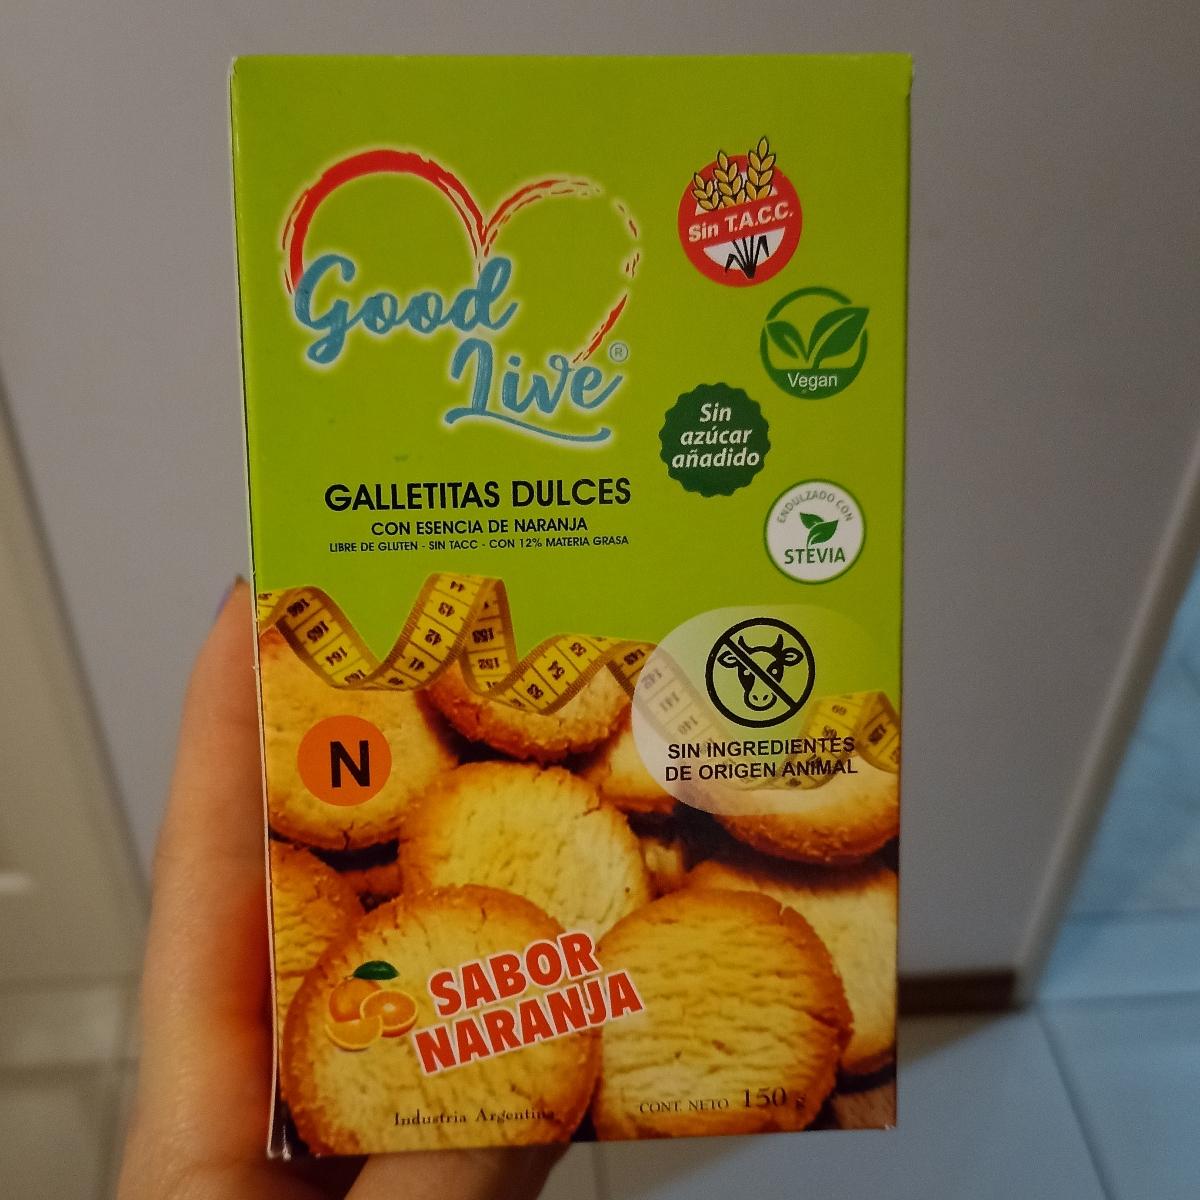 Sin T.A.C.C.
Good
Live®
Vegan
Sin
azúcar
añadido
GALLETITAS DULCES
CON ESENCIA DE NARANJA
LIBRE DE GLUTEN - SIN TACC - CON 12% MATERIA GRASA
ENDULZADO CON
STEVIA
SIN INGREDIENTES
DE ORIGEN ANIMAL
N
SABOR
NARANJA
Industria Argentina
CONT. NETO 150 g